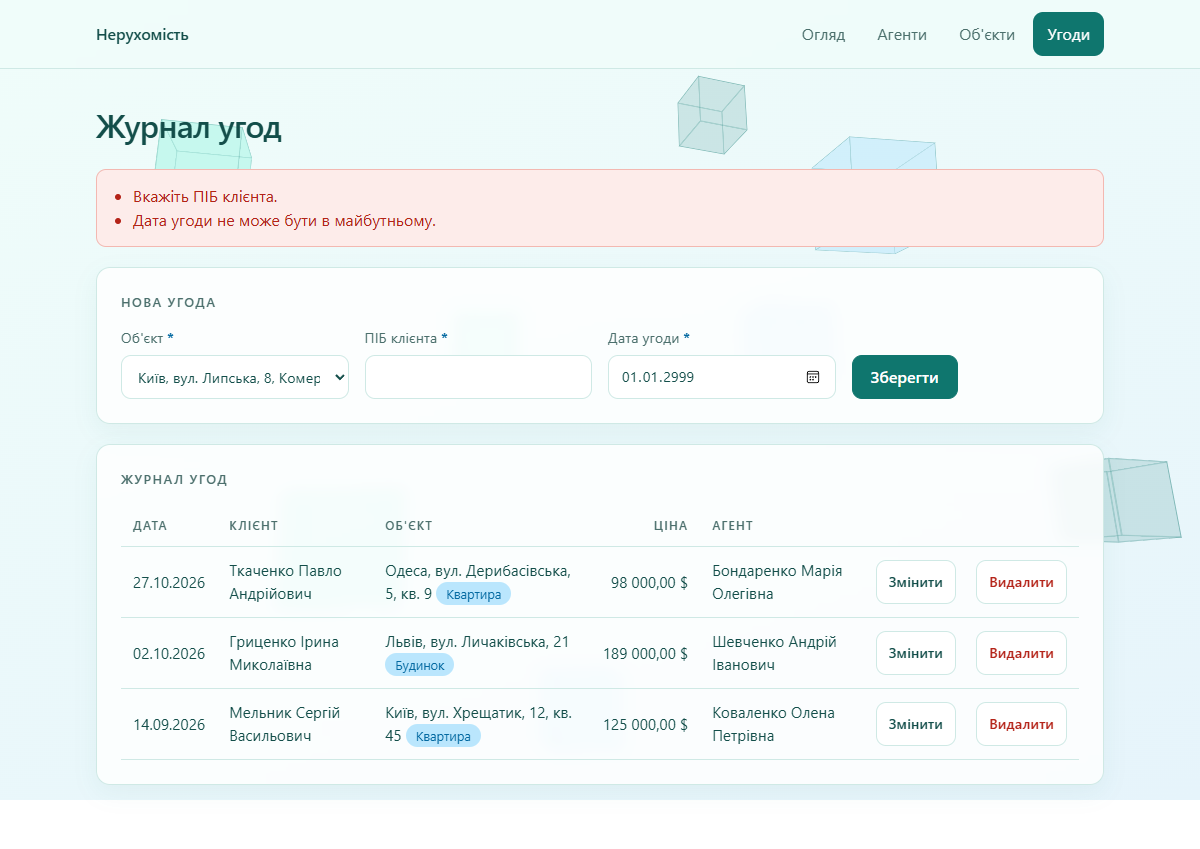 Нерухомість
Огляд
Агенти
Об'єкти
Угоди
Журнал угод
Вкажіть ПІБ клієнта.
Дата угоди не може бути в майбутньому.
НОВА УГОДА
Об'єкт *
ПІБ клієнта *
Дата угоди *
Київ, вул. Липська, 8, Комер
01.01.2999
Зберегти
ЖУРНАЛ УГОД
ДАТА КЛІЄНТ ОБ'ЄКТ ЦІНА АГЕНТ
27.10.2026
Ткаченко Павло
Андрійович
Одеса, вул. Дерибасівська,
5, кв. 9 Квартира
98 000,00 $
Бондаренко Марія
Олегівна
Змінити
Видалити
02.10.2026
Гриценко Ірина
Миколаївна
Львів, вул. Личаківська, 21
Будинок
189 000,00 $
Шевченко Андрій
Іванович
Змінити
Видалити
14.09.2026
Мельник Сергій
Васильович
Київ, вул. Хрещатик, 12, кв.
45 Квартира
125 000,00 $
Коваленко Олена
Петрівна
Змінити
Видалити